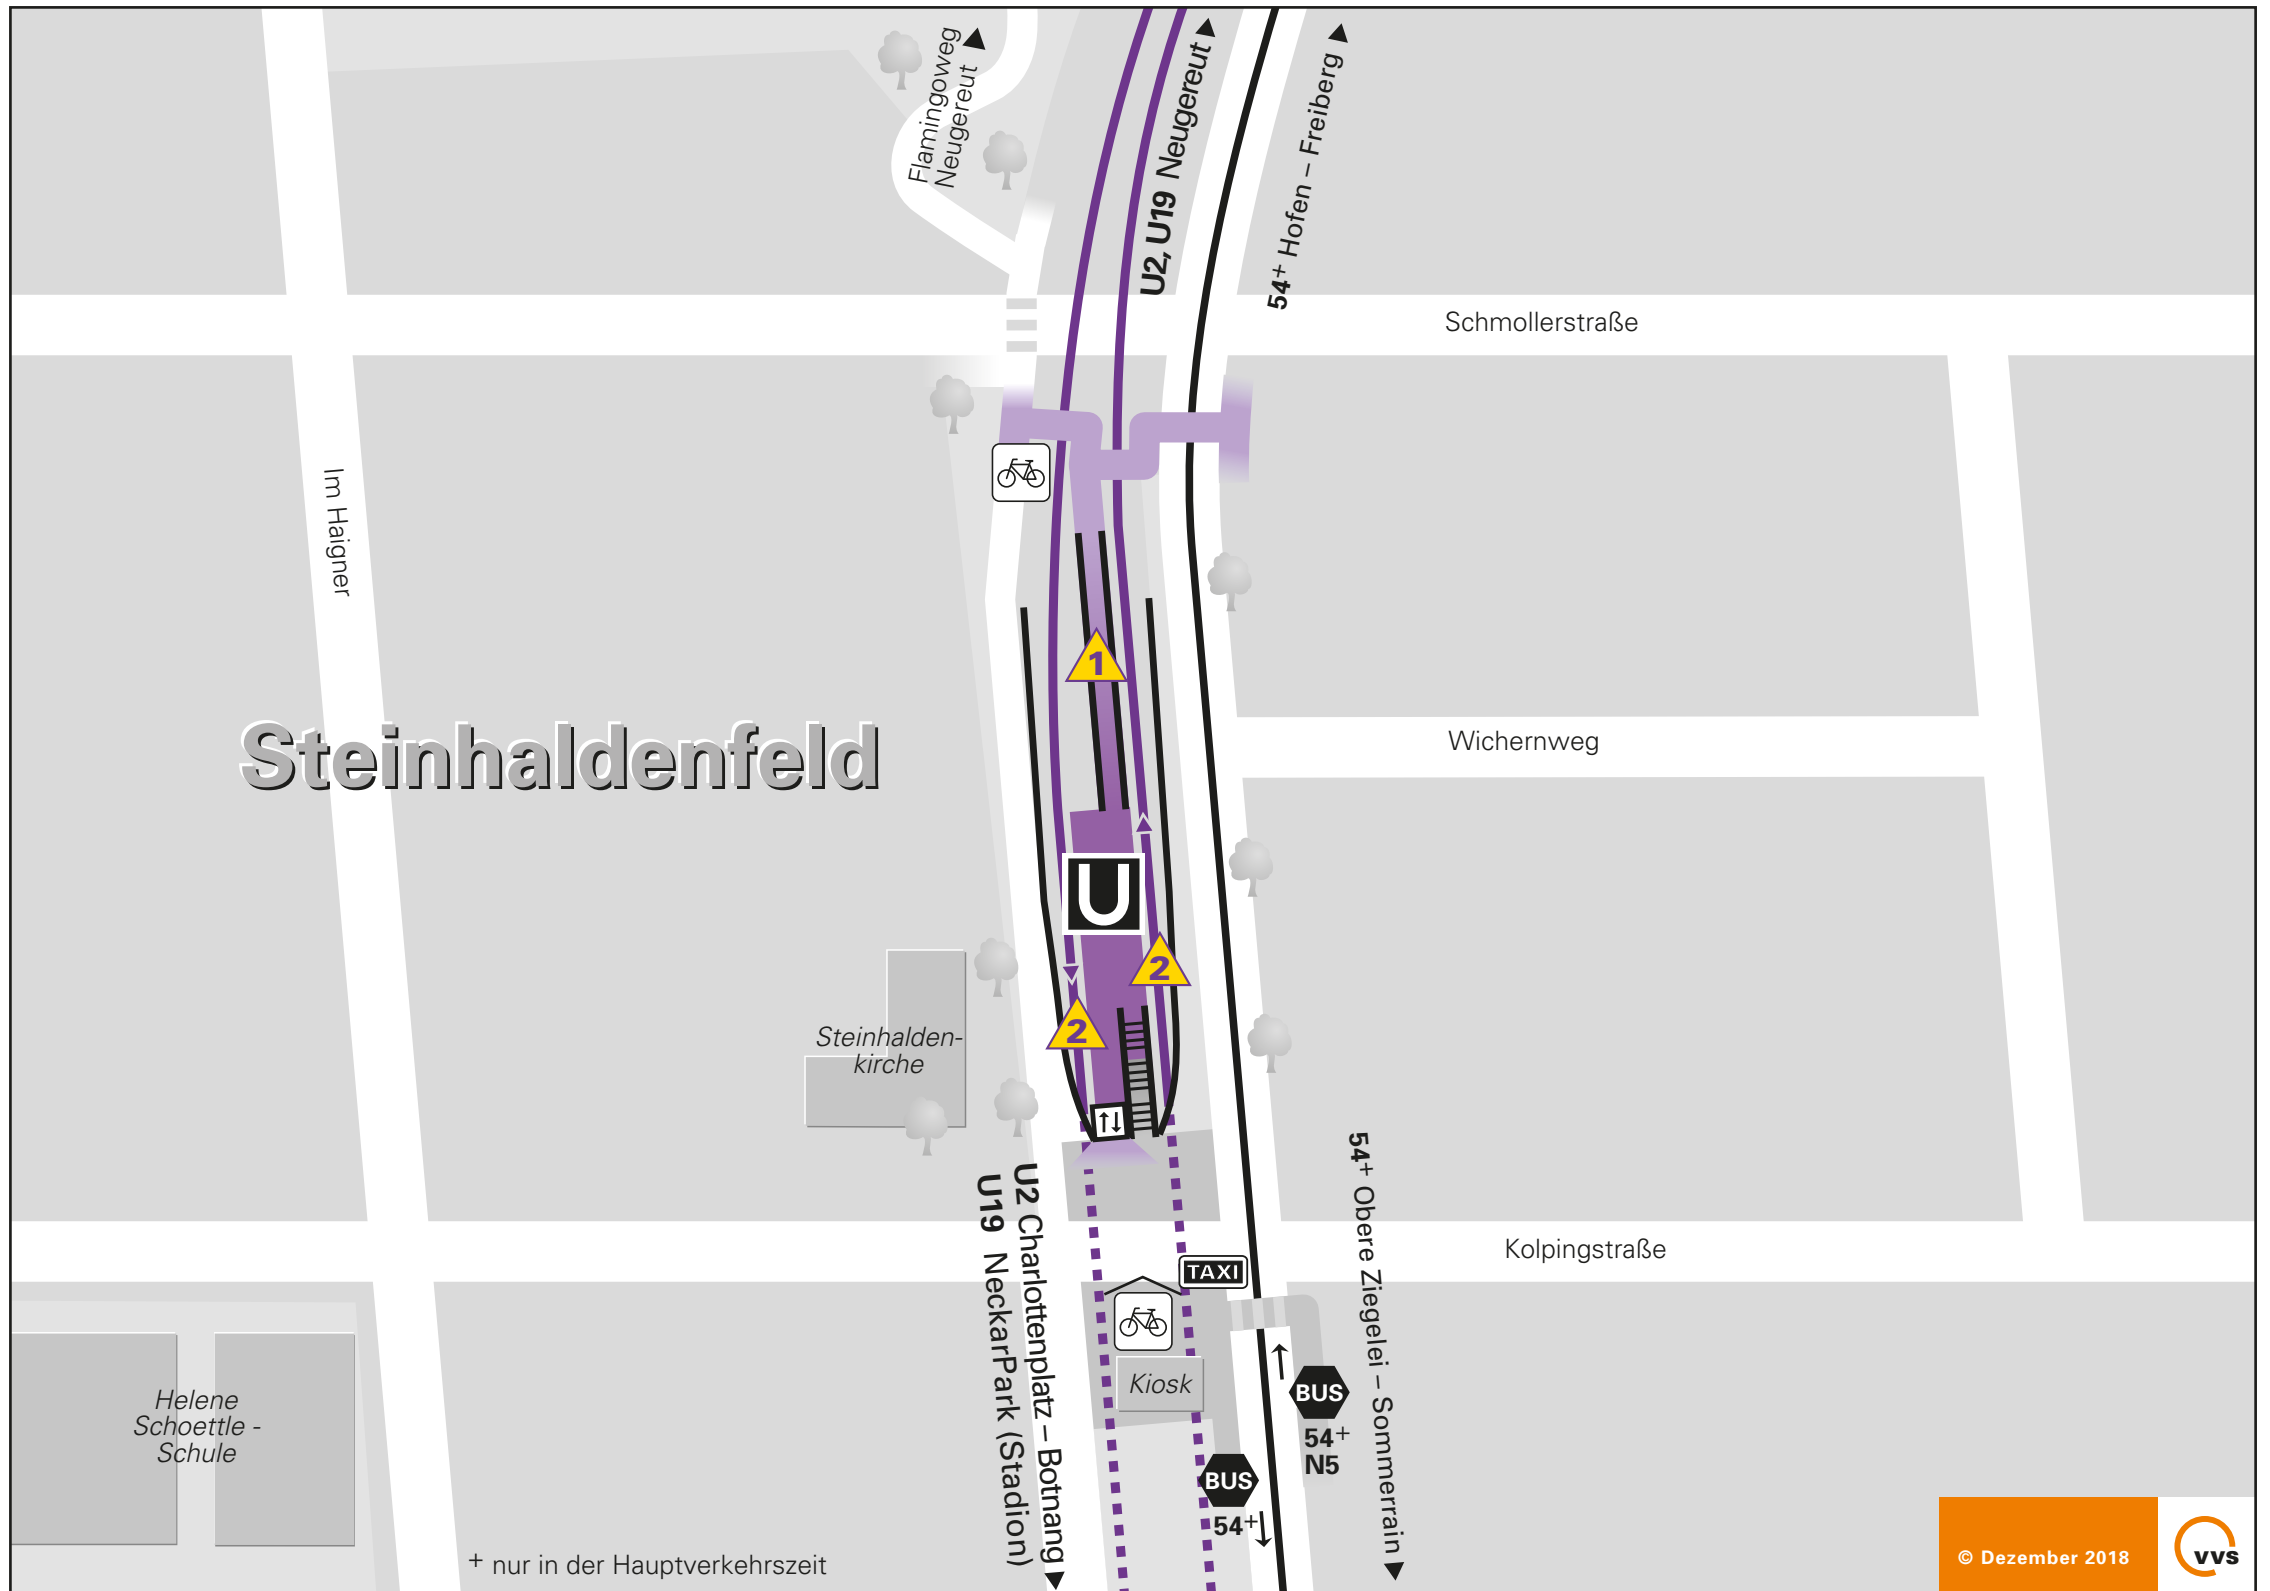 Flamingoweg
Neugereut
U2, U19 Neugereut
54+ Hofen – Freiberg
Schmollerstraße
Im Haigner
1
Steinhaldenfeld
Wichernweg
U
2
2
Steinhalden-
kirche
U2 Charlottenplatz – Botnang
U19 NeckarPark (Stadion)
54+ Obere Ziegelei – Sommerrain
Kolpingstraße
TAXI
Kiosk
BUS
54+
N5
BUS
54+
Helene
Schoettle -
Schule
+ nur in der Hauptverkehrszeit
© Dezember 2018
vvs